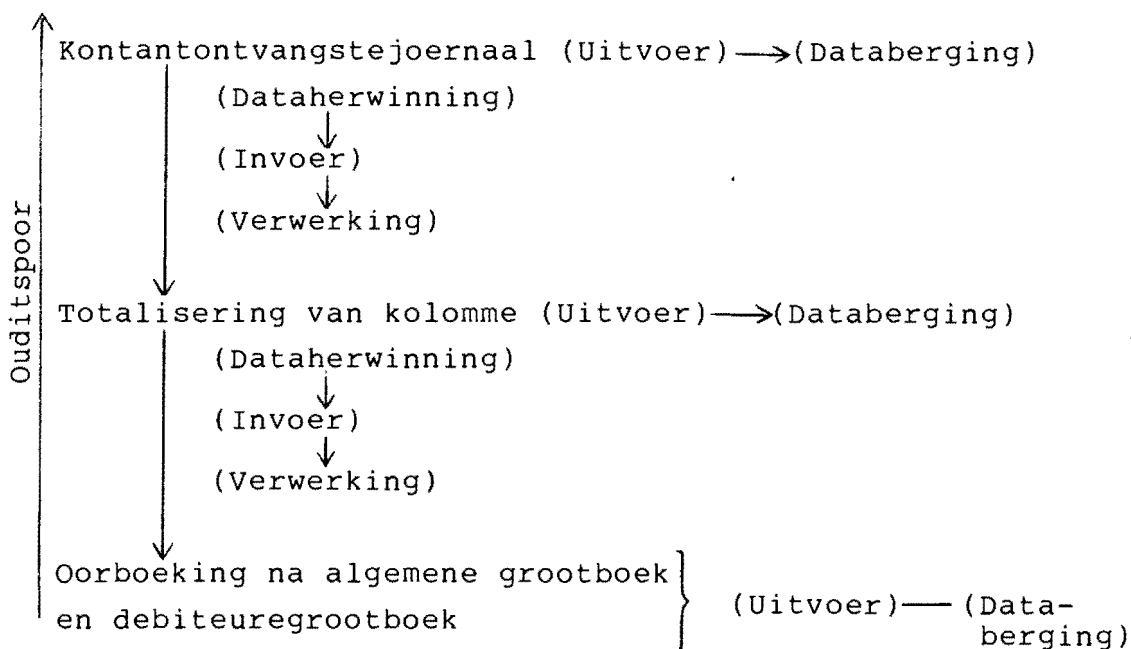 Kontantontvangstejoernaal (Uitvoer) (Databerging)
(Dataherwinning)
(Invoer)
(Verwerking)
Ouditspoor
Totalisering van kolomme (Uitvoer) (Databerging)
(Dataherwinning)
(Invoer)
(Verwerking)
Oorboeking na algemene grootboek
en debiteuregrootboek
(Uitvoer) (Data-
berging)